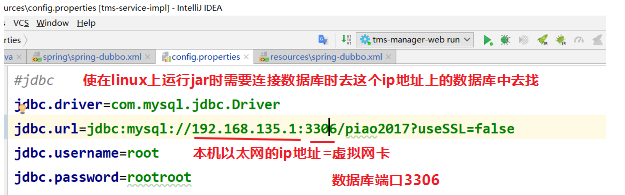 ources\config.properties [tms-service-impl] - IntelliJ IDEA
VCS Window Help
tms-manager-web run
ava
spring\spring-dubbo.xml
config.properties
resources\spring-dubbo.xml
#jdbc 使在linux上运行jar时需要连接数据库时去这个ip地址上的数据库中去找
jdbc.driver=com.mysql.jdbc.Driver
jdbc.url=jdbc:mysql://192.168.135.1:3306/piao2017?useSSL=false
jdbc.username=root 本机以太网的ip地址=虚拟网卡
jdbc.password=rootroot 数据库端口3306